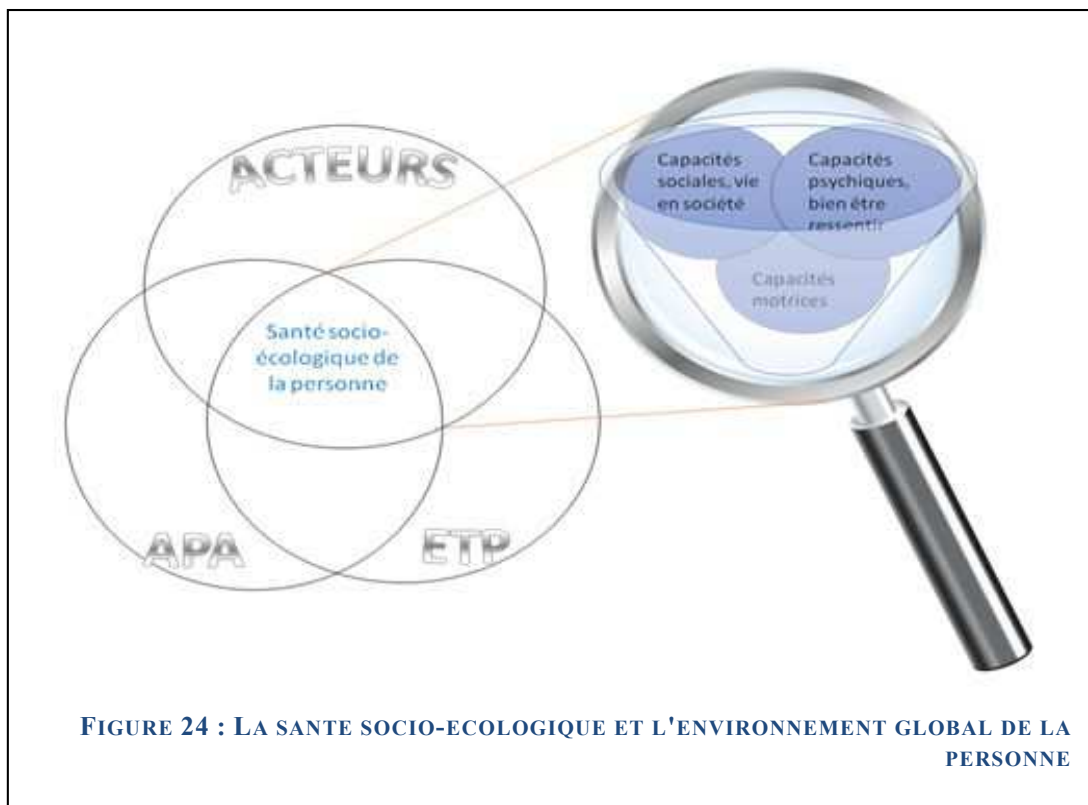 ACTEURS
Santé socio-
écologique de
la personne
APA
ETP
Capacités
sociales, vie
en société
Capacités
psychiques,
bien être
ressentir
Capacités
motrices
FIGURE 24 : LA SANTE SOCIO-ECOLOGIQUE ET L'ENVIRONNEMENT GLOBAL DE LA
PERSONNE